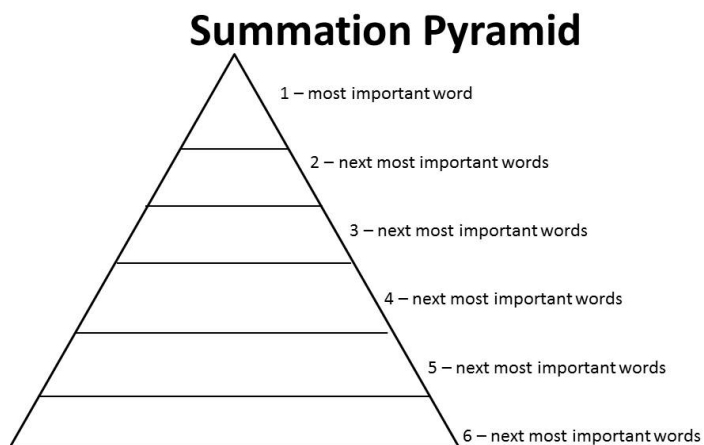 Summation Pyramid
1 – most important word
2 – next most important words
3 – next most important words
4 – next most important words
5 – next most important words
6 – next most important words